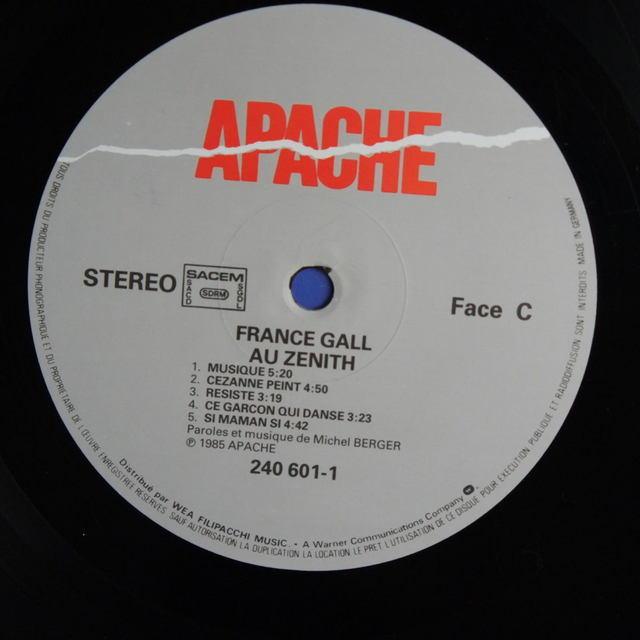 APACHE
STEREO
SACEM
SACD
SDRM
SGDL
Face C
FRANCE GALL
AU ZENITH
1. MUSIQUE 5:20
2. CEZANNE PEINT 4:50
3. RESISTE 3:19
4. CE GARCON QUI DANSE 3:23
5. SI MAMAN SI 4:42
Paroles et musique de Michel BERGER
℗ 1985 APACHE
240 601-1
Distribué par WEA FILIPACCHI MUSIC. - A Warner Communications Company
TOUS DROITS DU PRODUCTEUR PHONOGRAPHIQUE ET DU PROPRIETAIRE DE L'ŒUVRE ENREGISTREE RESERVES. SAUF AUTORISATION LA DUPLICATION LA LOCATION LE PRET L'UTILISATION DE CE DISQUE POUR EXECUTION PUBLIQUE ET RADIODIFFUSION SONT INTERDITS MADE IN GERMANY